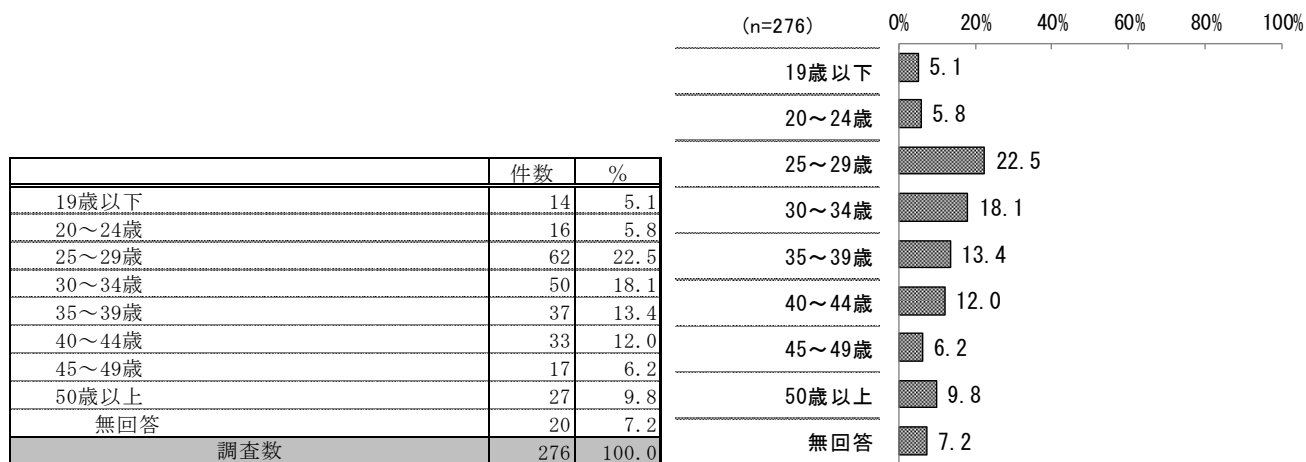 件数 %
19歳以下 14 5.1
20～24歳 16 5.8
25～29歳 62 22.5
30～34歳 50 18.1
35～39歳 37 13.4
40～44歳 33 12.0
45～49歳 17 6.2
50歳以上 27 9.8
無回答 20 7.2
調査数 276 100.0
(n=276) 0% 20% 40% 60% 80% 100%
19歳以下 5.1
20～24歳 5.8
25～29歳 22.5
30～34歳 18.1
35～39歳 13.4
40～44歳 12.0
45～49歳 6.2
50歳以上 9.8
無回答 7.2